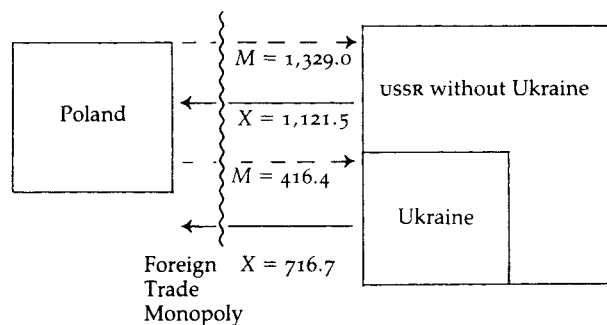 M = 1,329.0
USSR without Ukraine
Poland
X = 1,121.5
M = 416.4
Ukraine
Foreign
Trade
Monopoly
X = 716.7